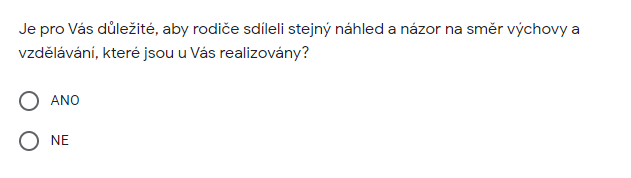 Je pro Vás důležité, aby rodiče sdíleli stejný náhled a názor na směr výchovy a
vzdělávání, které jsou u Vás realizovány?
ANO
NE